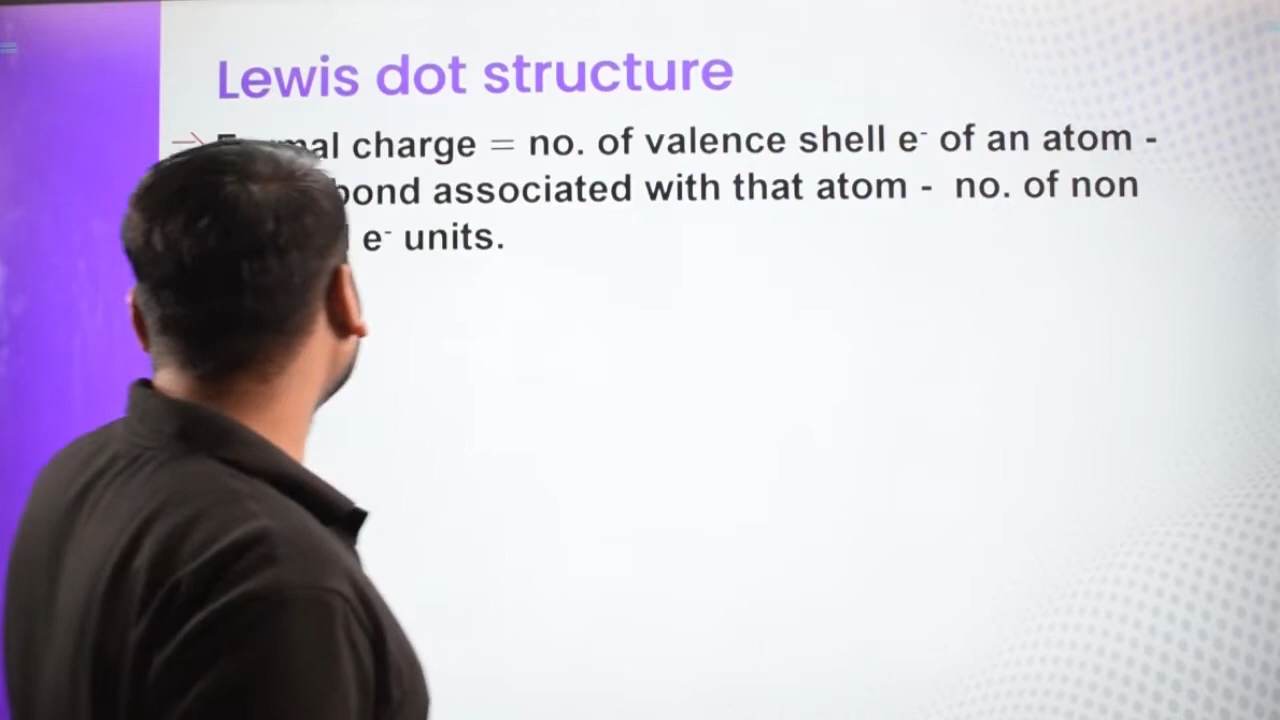 Lewis dot structure
→ Formal charge = no. of valence shell e⁻ of an atom -
bond associated with that atom - no. of non
e⁻ units.